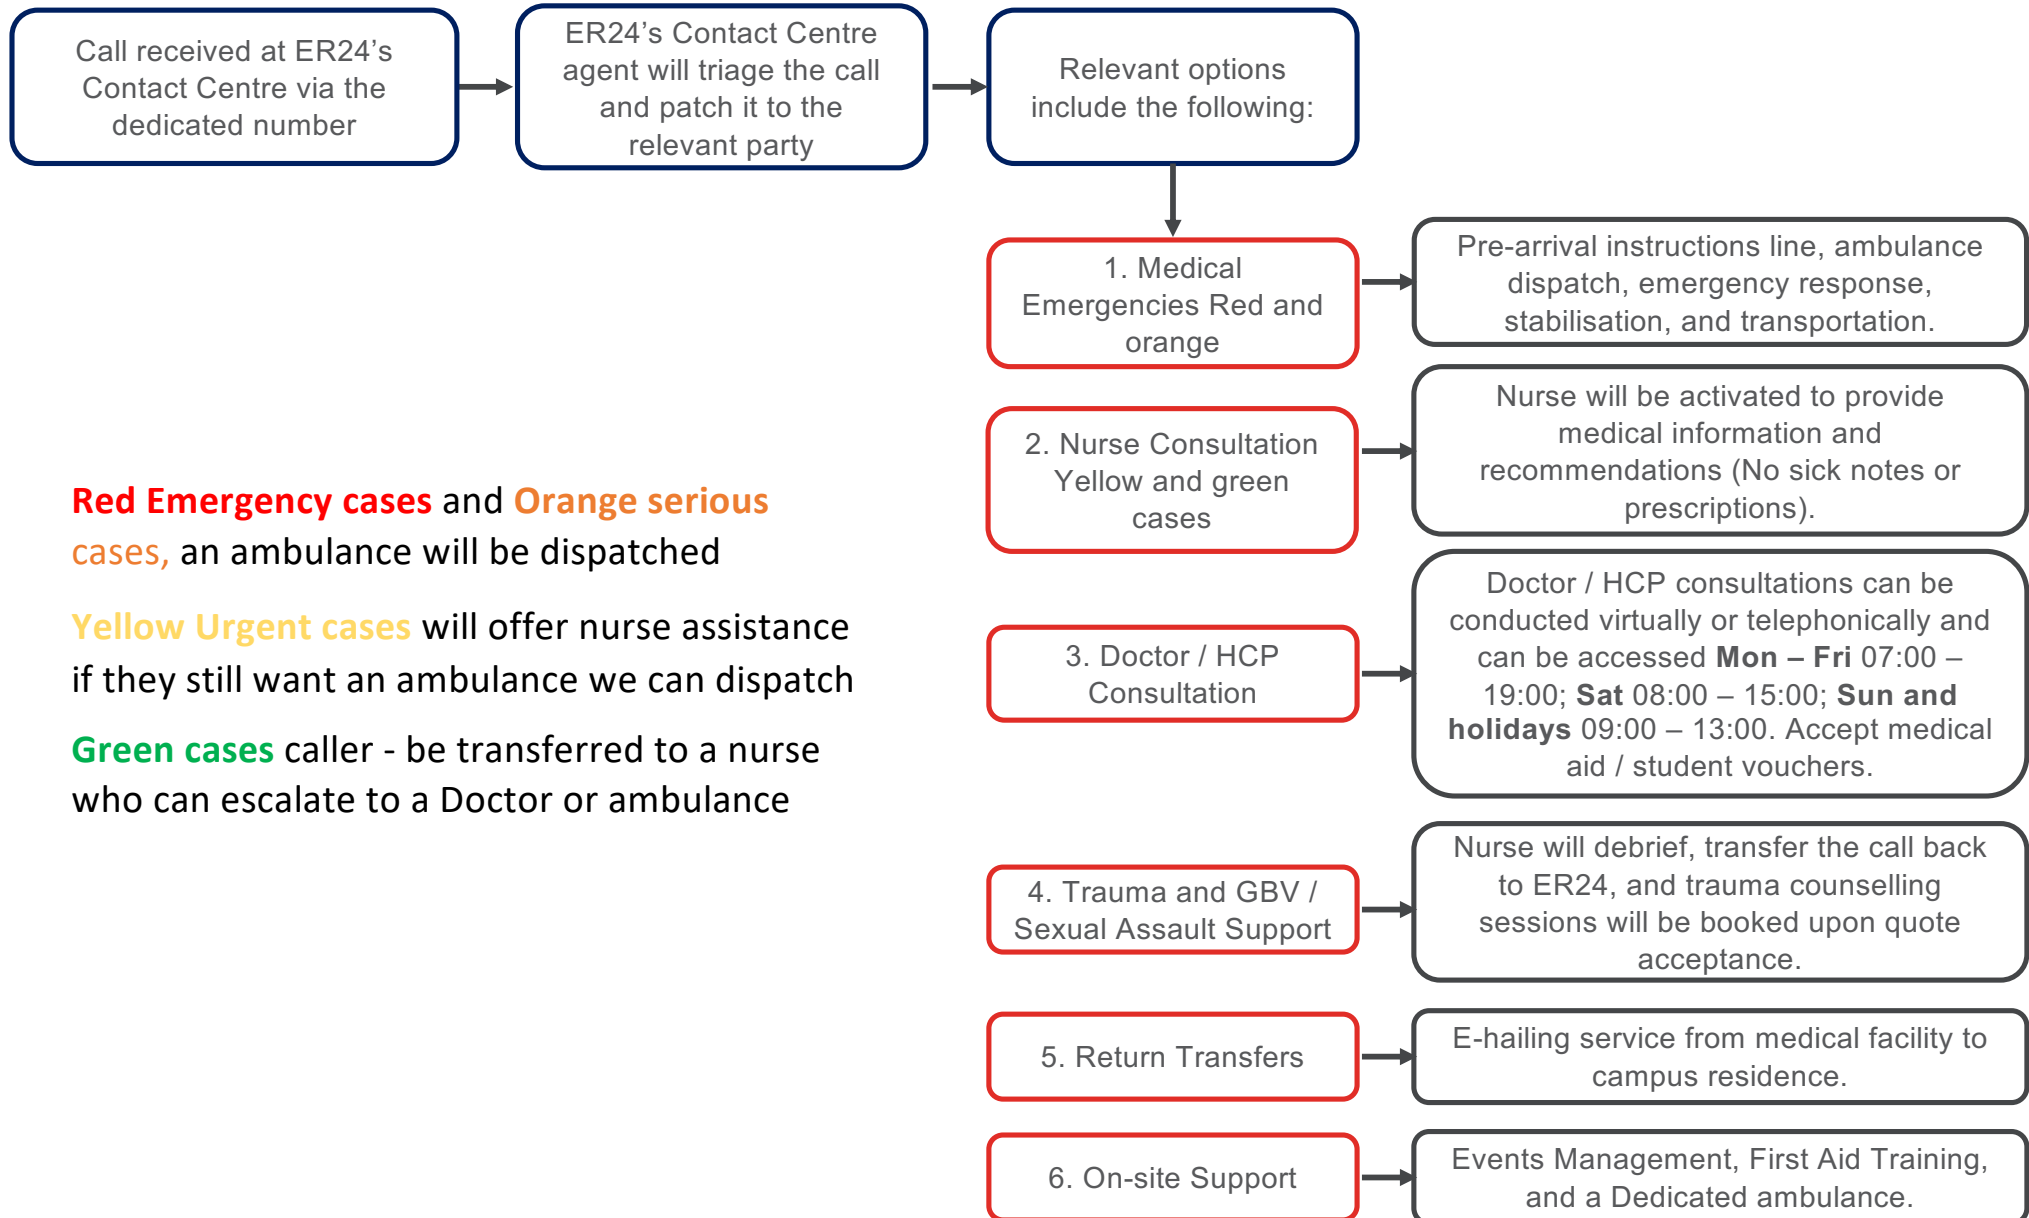 Call received at ER24’s
Contact Centre via the
dedicated number
ER24’s Contact Centre
agent will triage the call
and patch it to the
relevant party
Relevant options
include the following:
1. Medical
Emergencies Red and
orange
Pre-arrival instructions line, ambulance
dispatch, emergency response,
stabilisation, and transportation.
2. Nurse Consultation
Yellow and green
cases
Nurse will be activated to provide
medical information and
recommendations (No sick notes or
prescriptions).
Red Emergency cases and Orange serious
cases, an ambulance will be dispatched
Yellow Urgent cases will offer nurse assistance
if they still want an ambulance we can dispatch
Green cases caller - be transferred to a nurse
who can escalate to a Doctor or ambulance
3. Doctor / HCP
Consultation
Doctor / HCP consultations can be
conducted virtually or telephonically and
can be accessed Mon – Fri 07:00 –
19:00; Sat 08:00 – 15:00; Sun and
holidays 09:00 – 13:00. Accept medical
aid / student vouchers.
4. Trauma and GBV /
Sexual Assault Support
Nurse will debrief, transfer the call back
to ER24, and trauma counselling
sessions will be booked upon quote
acceptance.
5. Return Transfers
E-hailing service from medical facility to
campus residence.
6. On-site Support
Events Management, First Aid Training,
and a Dedicated ambulance.